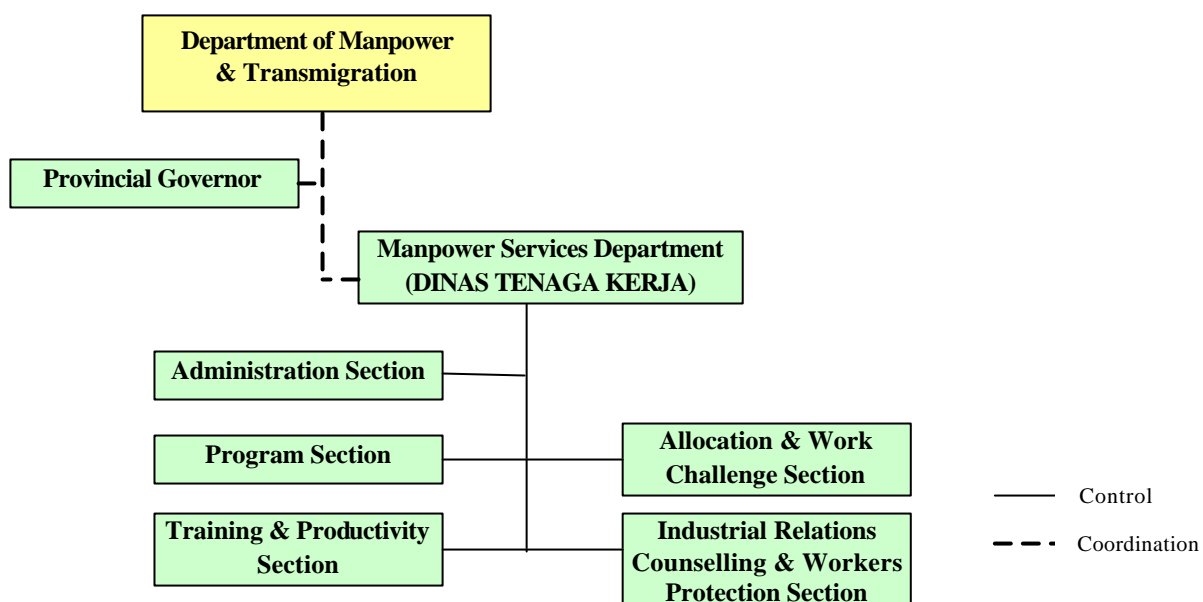 Department of Manpower
& Transmigration
Provincial Governor
Manpower Services Department
(DINAS TENAGA KERJA)
Administration Section
Program Section
Allocation & Work
Challenge Section
Training & Productivity
Section
Industrial Relations
Counselling & Workers
Protection Section
Control
Coordination